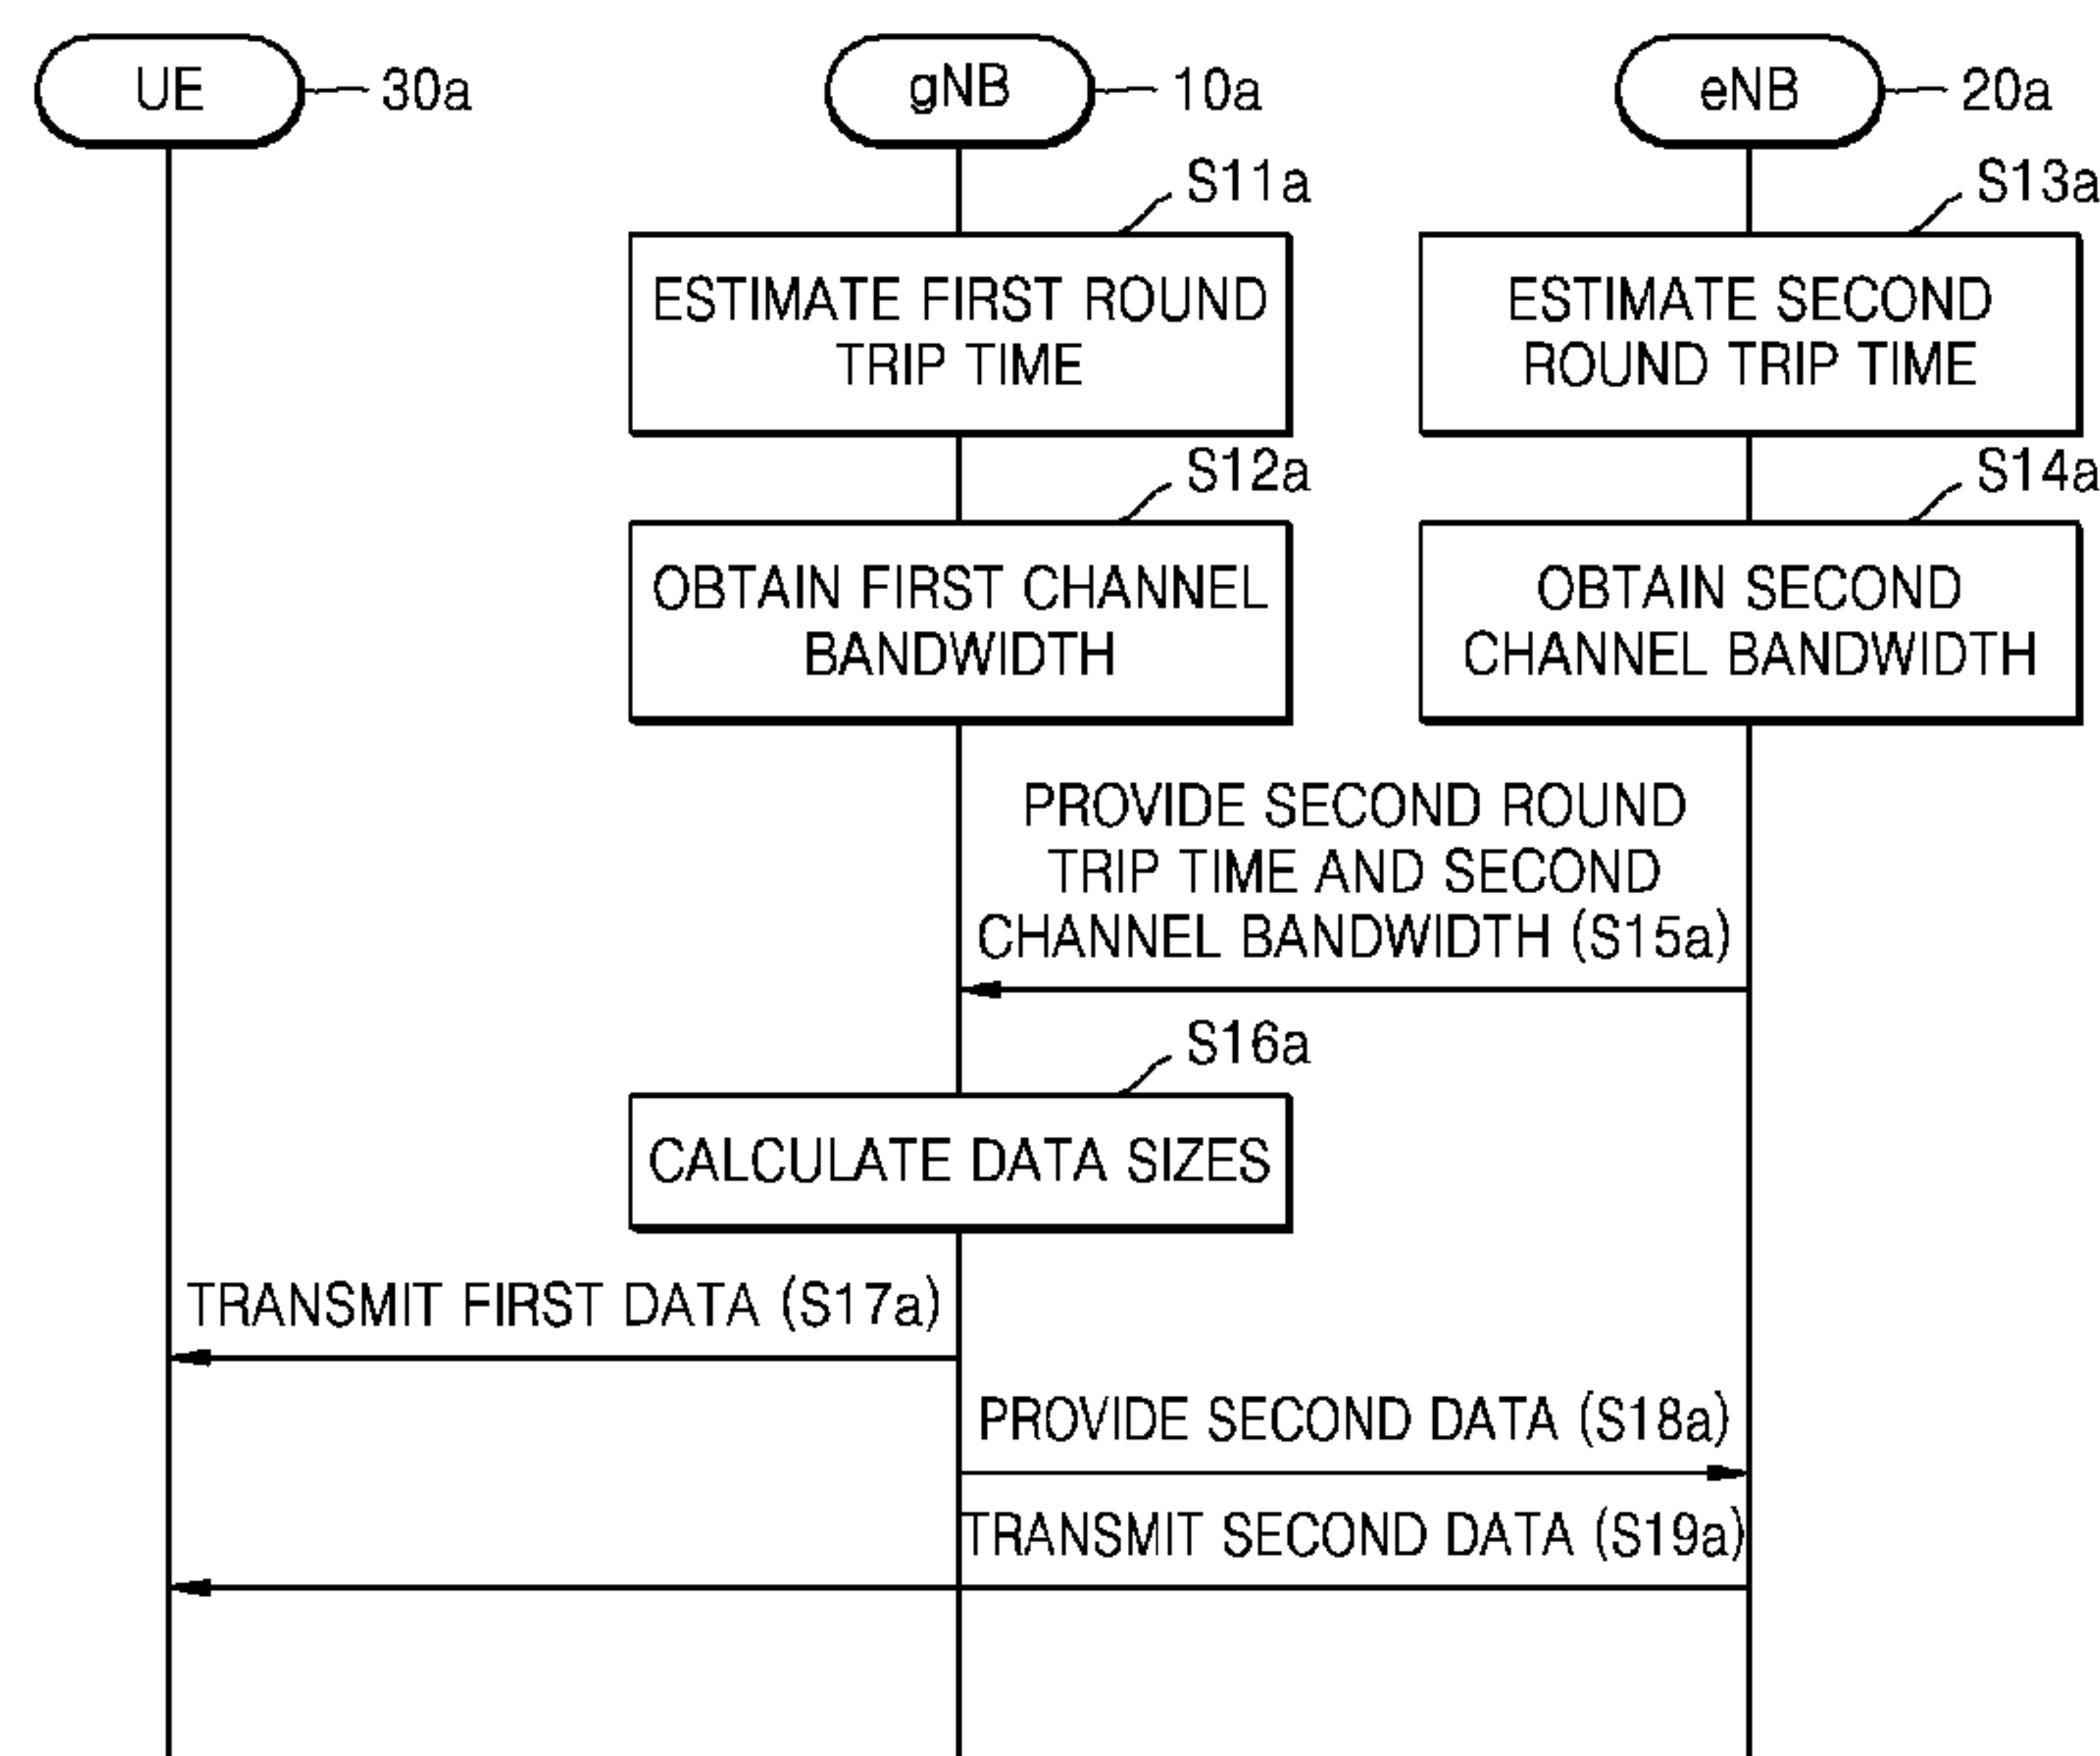 UE
30a
gNB
10a
eNB
20a
S11a
S13a
ESTIMATE FIRST ROUND
TRIP TIME
ESTIMATE SECOND
ROUND TRIP TIME
S12a
S14a
OBTAIN FIRST CHANNEL
BANDWIDTH
OBTAIN SECOND
CHANNEL BANDWIDTH
PROVIDE SECOND ROUND
TRIP TIME AND SECOND
CHANNEL BANDWIDTH (S15a)
S16a
CALCULATE DATA SIZES
TRANSMIT FIRST DATA (S17a)
PROVIDE SECOND DATA (S18a)
TRANSMIT SECOND DATA (S19a)